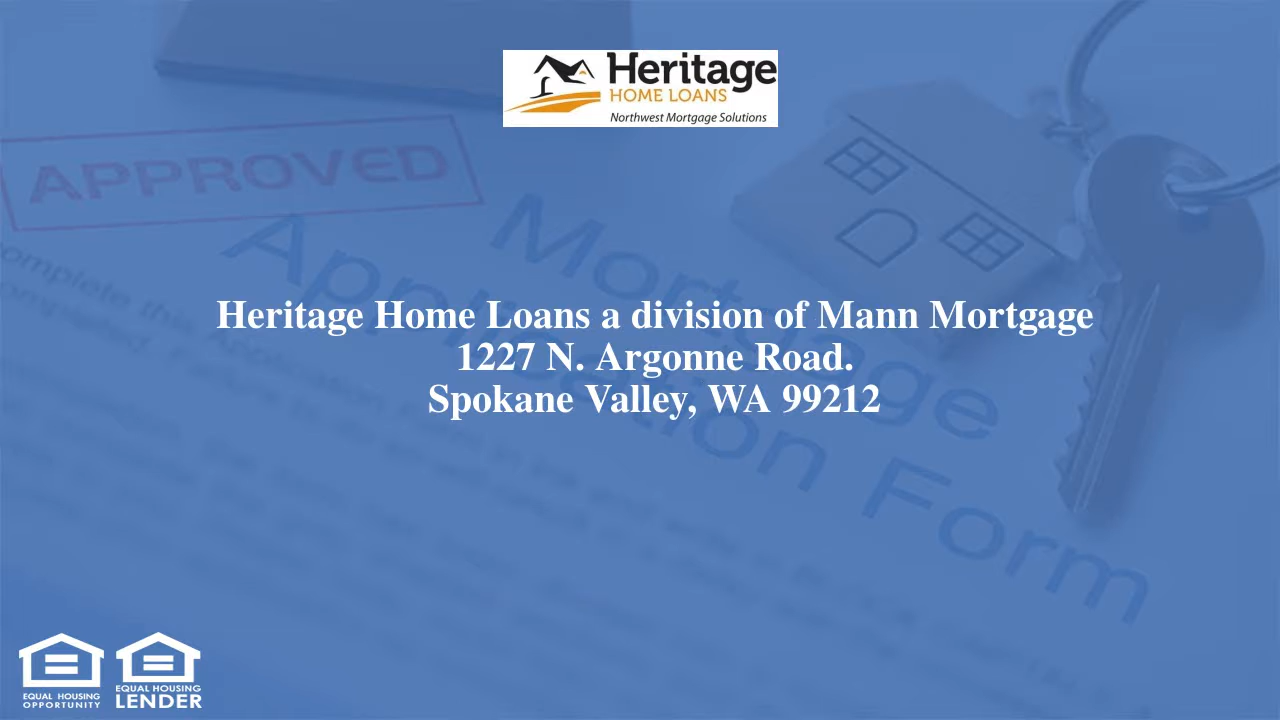 Heritage
HOME LOANS
Northwest Mortgage Solutions
APPROVED
Mortgage
Application Form
Heritage Home Loans a division of Mann Mortgage
1227 N. Argonne Road.
Spokane Valley, WA 99212
EQUAL HOUSING
OPPORTUNITY
EQUAL HOUSING
LENDER